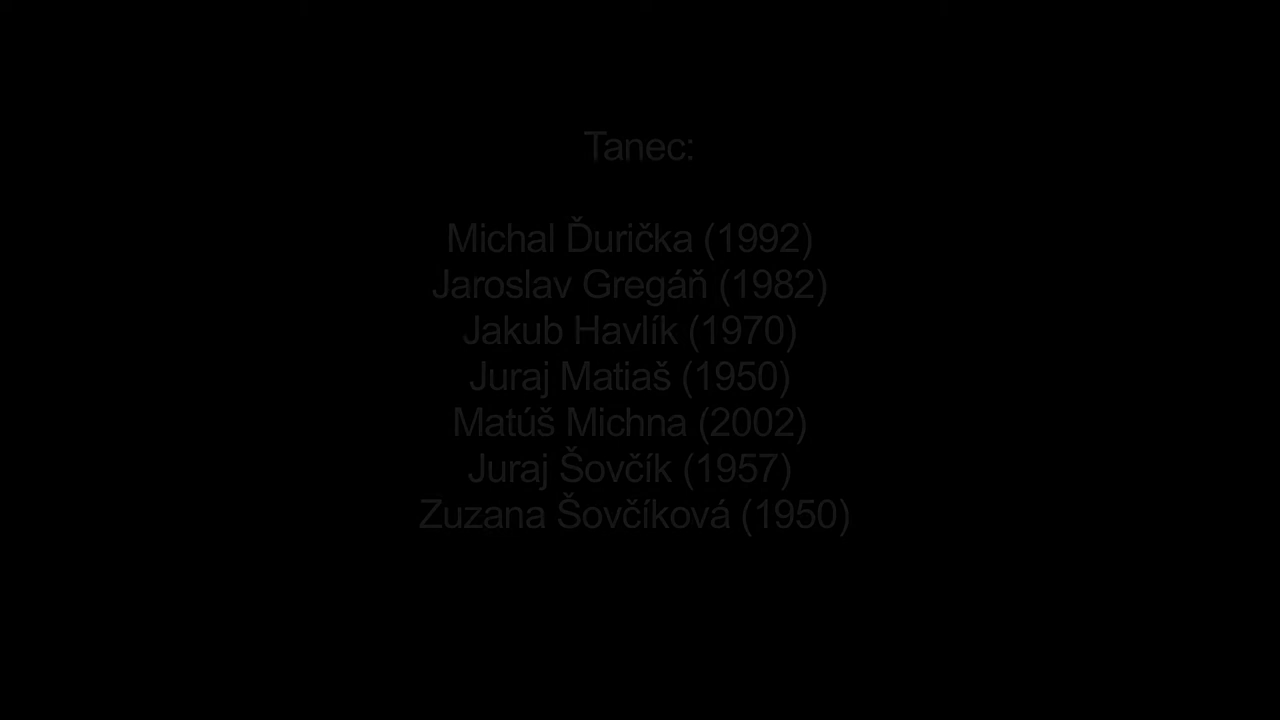 Tanec:
Michal Ďurička (1992)
Jaroslav Gregáň (1982)
Jakub Havlík (1970)
Juraj Matiaš (1950)
Matúš Michna (2002)
Juraj Šovčík (1957)
Zuzana Šovčíková (1950)